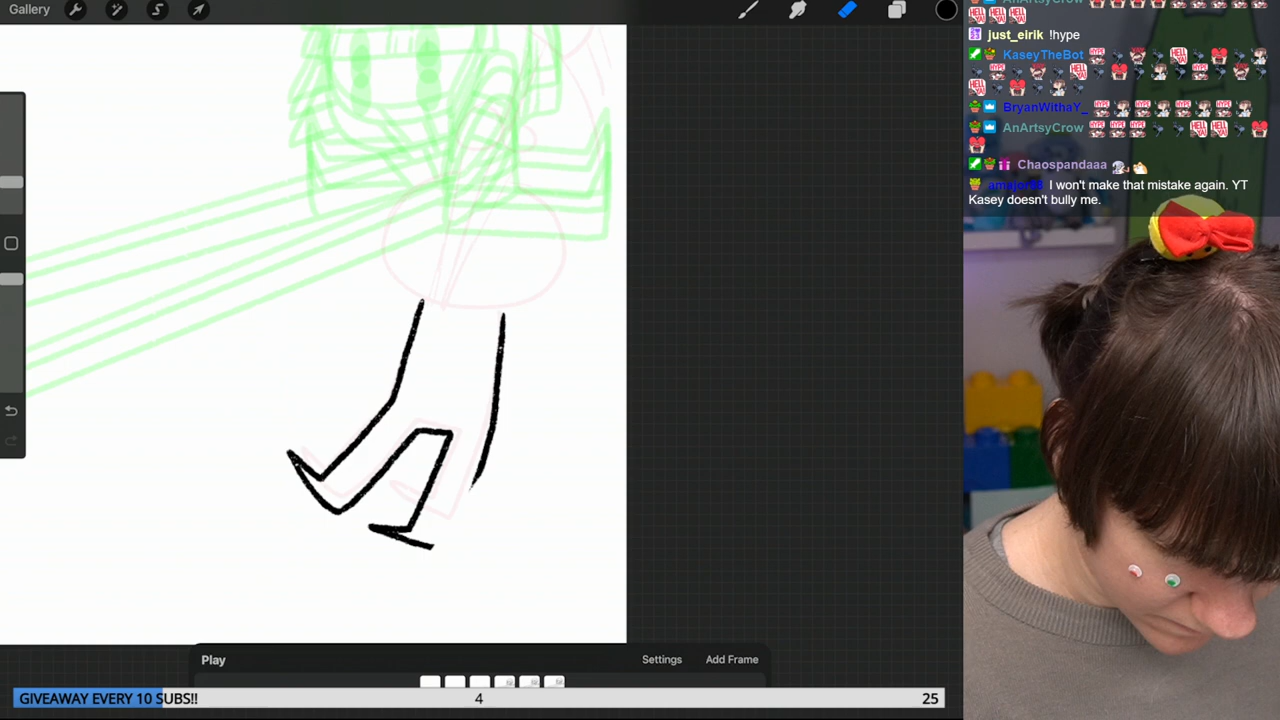 Gallery
AnArtsyCrow
just_eirik !hype
KaseyTheBot
BryanWithaY_
AnArtsyCrow
Chaospandaaa
I won't make that mistake again. YT
Kasey doesn't bully me.
Play Settings Add Frame
GIVEAWAY EVERY 10 SUBS!! 4 25